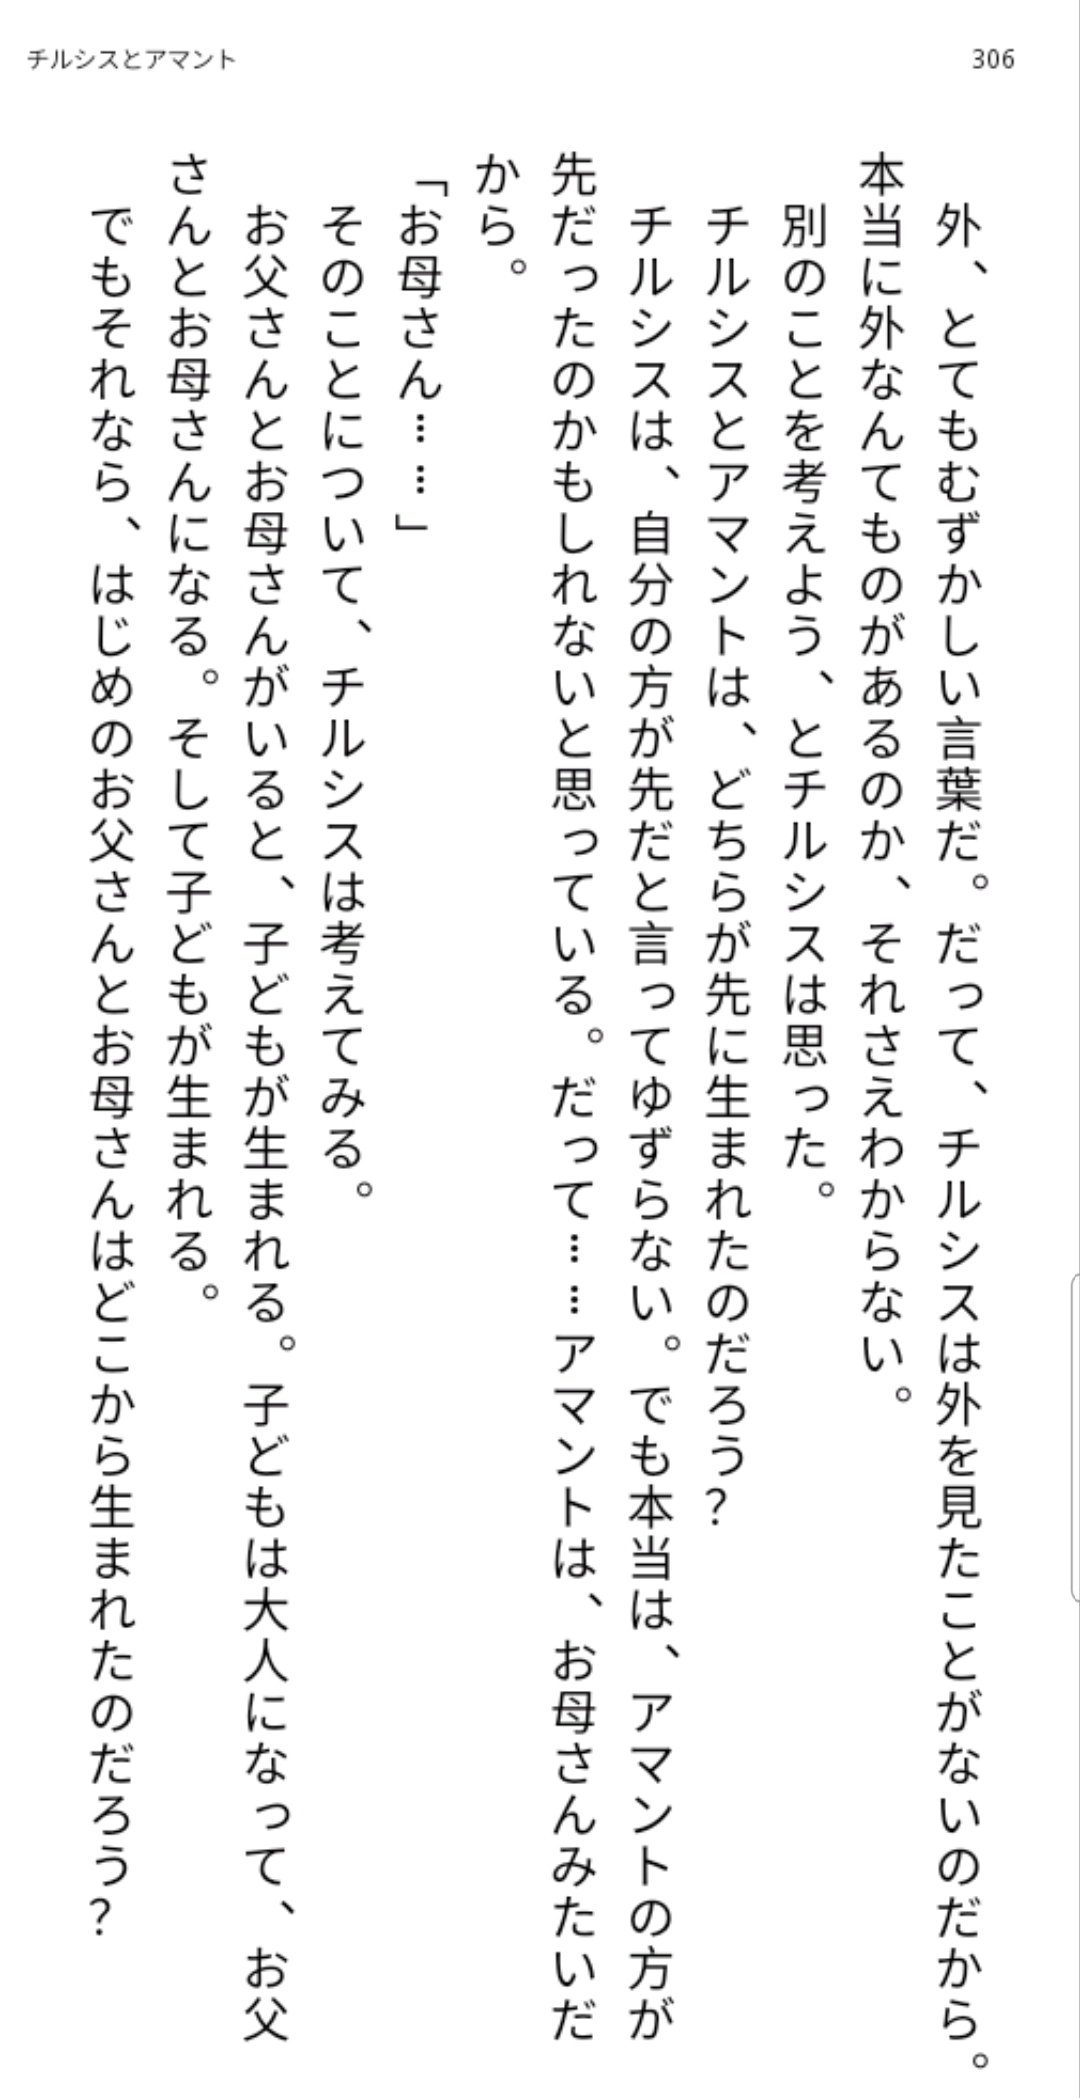 チルシスとアマント
306
　外、とてもむずかしい言葉だ。だって、チルシスは外を見たことがないのだから。
本当に外なんてものがあるのか、それさえわからない。
　別のことを考えよう、とチルシスは思った。
　チルシスとアマントは、どちらが先に生まれたのだろう？
　チルシスは、自分の方が先だと言ってゆずらない。でも本当は、アマントの方が
先だったのかもしれないと思っている。だって……アマントは、お母さんみたいだ
から。
「お母さん……」
　そのことについて、チルシスは考えてみる。
　お父さんとお母さんがいると、子どもが生まれる。子どもは大人になって、お父
さんとお母さんになる。そして子どもが生まれる。
　でもそれなら、はじめのお父さんとお母さんはどこから生まれたのだろう？